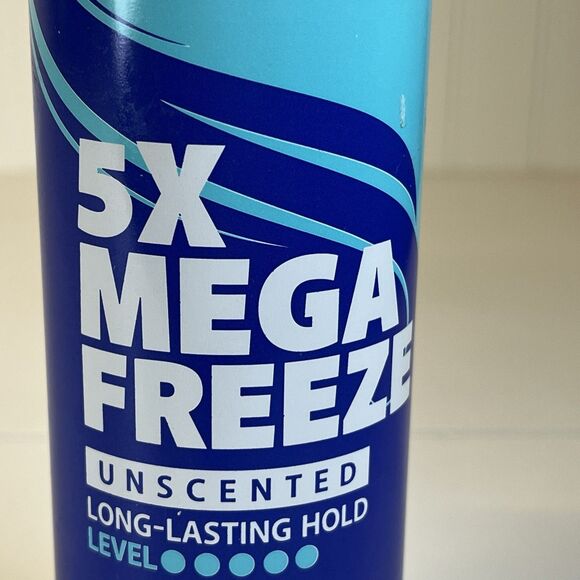 5X
MEGA
FREEZE
UNSCENTED
LONG-LASTING HOLD
LEVEL